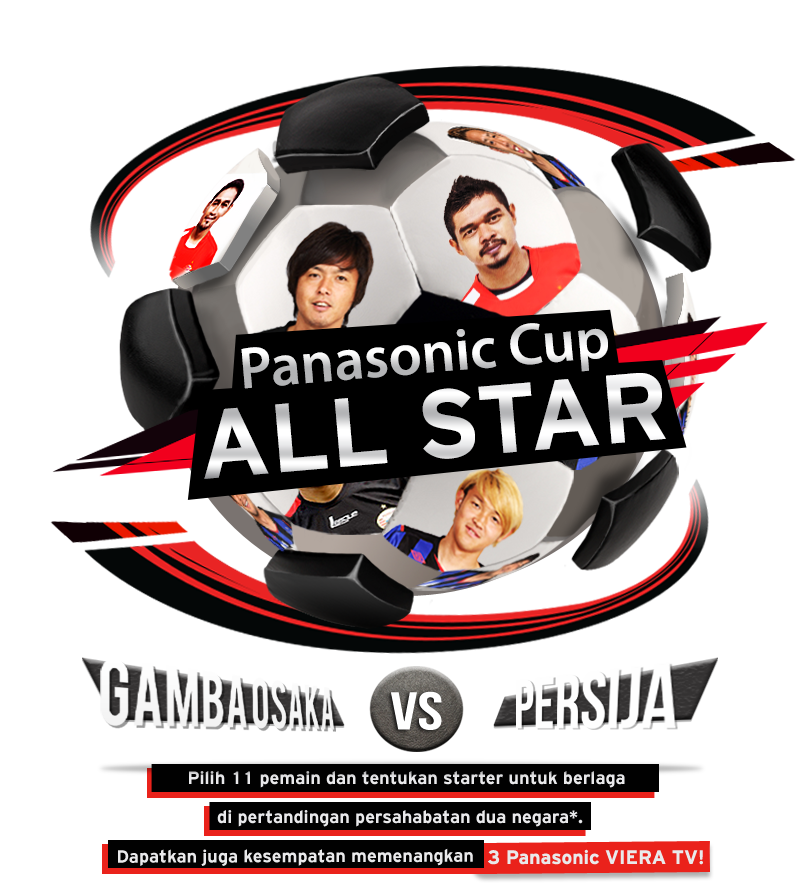 Panasonic Cup
ALL STAR
League
GAMBA OSAKA VS PERSIJA
Pilih 11 pemain dan tentukan starter untuk berlaga
di pertandingan persahabatan dua negara*.
Dapatkan juga kesempatan memenangkan 3 Panasonic VIERA TV!